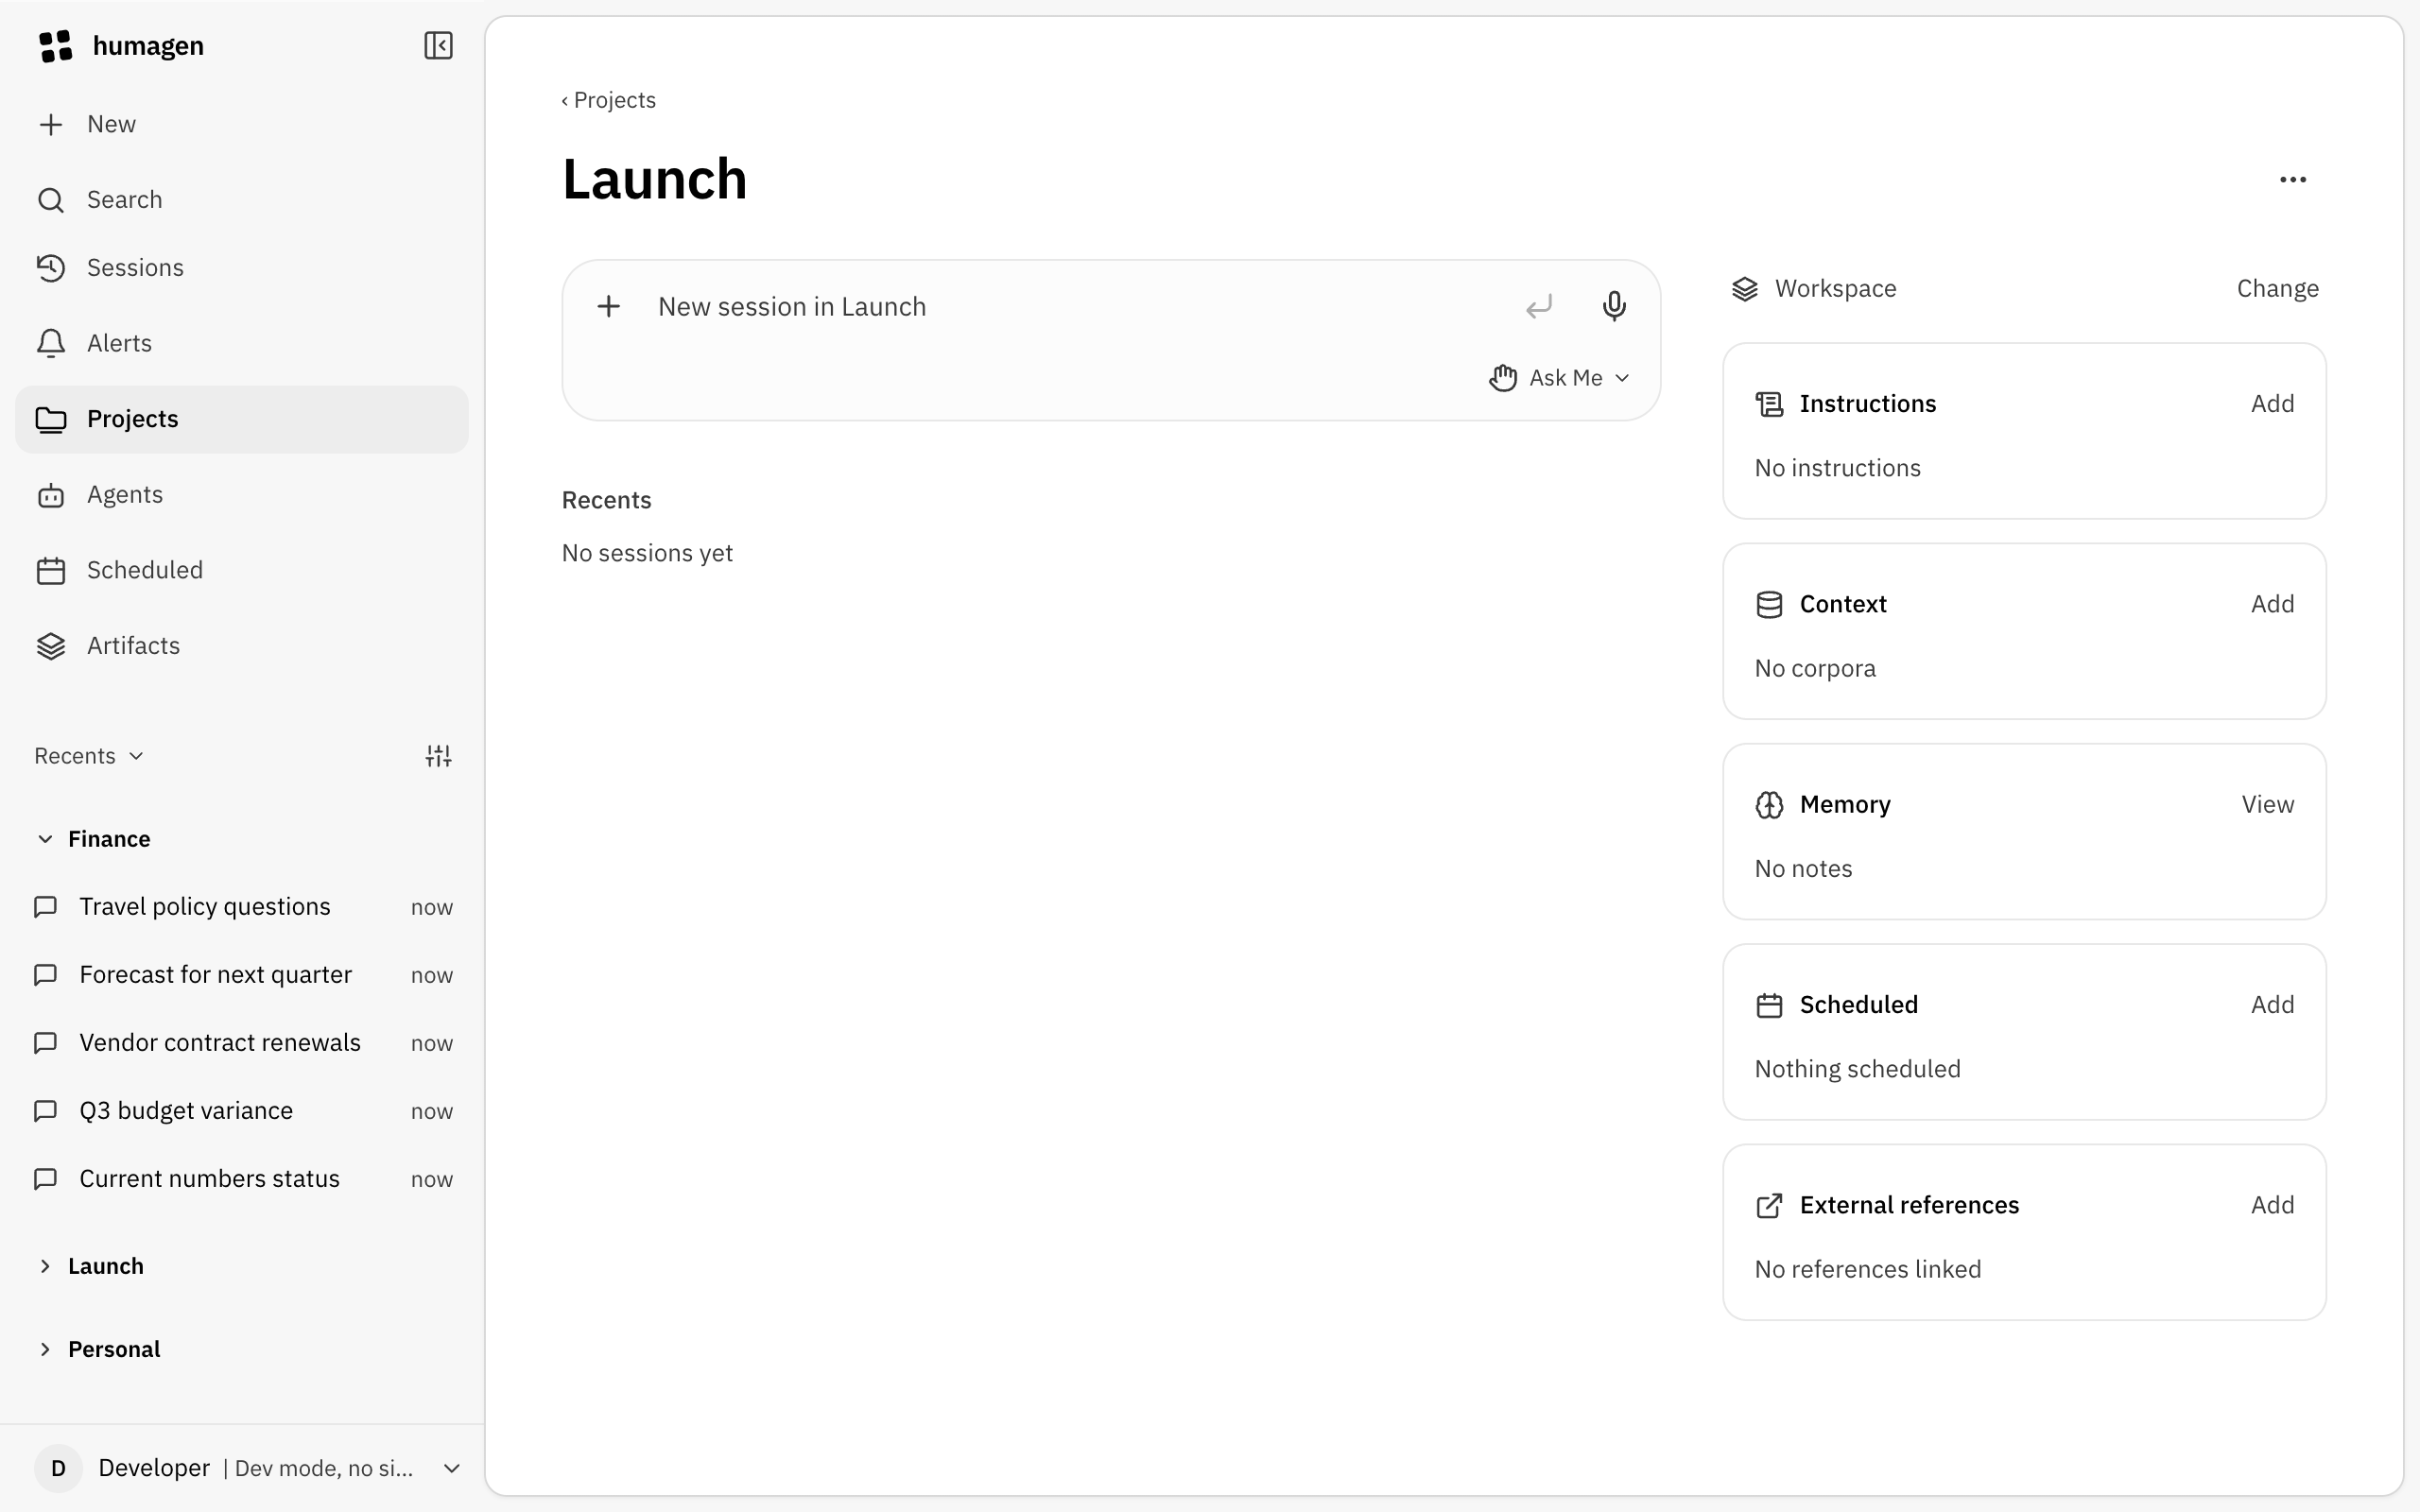 humagen
New
Search
Sessions
Alerts
Projects
Agents
Scheduled
Artifacts
Recents
Finance
Travel policy questions now
Forecast for next quarter now
Vendor contract renewals now
Q3 budget variance now
Current numbers status now
Launch
Personal
D Developer | Dev mode, no si...
‹ Projects
Launch
New session in Launch
Ask Me
Recents
No sessions yet
Workspace Change
Instructions Add
No instructions
Context Add
No corpora
Memory View
No notes
Scheduled Add
Nothing scheduled
External references Add
No references linked